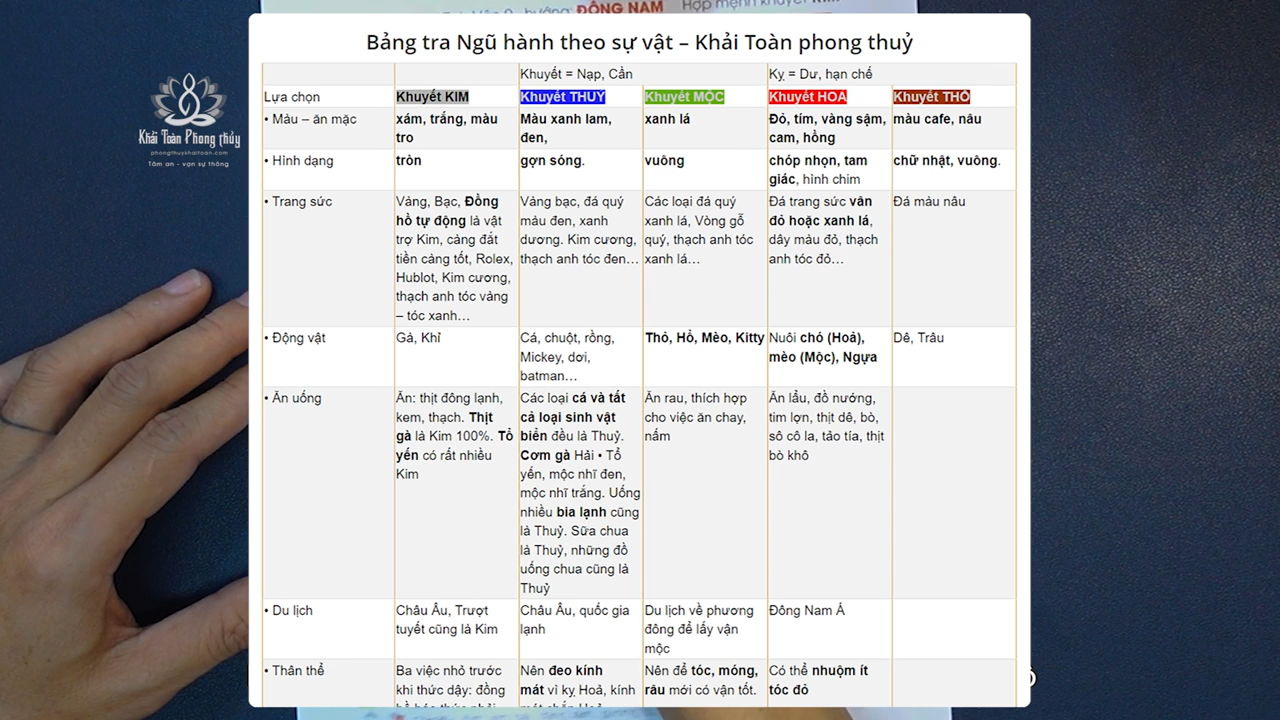 ĐÔNG NAM
Hợp mệnh khuyết
Bảng tra Ngũ hành theo sự vật – Khải Toàn phong thuỷ
Khuyết = Nạp, Cần
Kỵ = Dư, hạn chế
Lựa chọn
Khuyết KIM
Khuyết THUỶ
Khuyết MỘC
Khuyết HOẢ
Khuyết THỔ
• Màu – ăn mặc
xám, trắng, màu
tro
Màu xanh lam,
đen,
xanh lá
Đỏ, tím, vàng sậm,
cam, hồng
màu cafe, nâu
• Hình dạng
tròn
gợn sóng.
vuông
chóp nhọn, tam
giác, hình chim
chữ nhật, vuông.
• Trang sức
Vàng, Bạc, Đồng
hồ tự động là vật
trợ Kim, càng đắt
tiền càng tốt, Rolex,
Hublot, Kim cương,
thạch anh tóc vàng
– tóc xanh…
Vàng bạc, đá quý
màu đen, xanh
dương. Kim cương,
thạch anh tóc đen…
Các loại đá quý
xanh lá, Vòng gỗ
quý, thạch anh tóc
xanh lá…
Đá trang sức vân
đỏ hoặc xanh lá,
dây màu đỏ, thạch
anh tóc đỏ…
Đá màu nâu
• Động vật
Gà, Khỉ
Cá, chuột, rồng,
Mickey, dơi,
batman…
Thỏ, Hổ, Mèo, Kitty
Nuôi chó (Hoả),
mèo (Mộc), Ngựa
Dê, Trâu
• Ăn uống
Ăn: thịt đông lạnh,
kem, thạch. Thịt
gà là Kim 100%. Tổ
yến có rất nhiều
Kim
Các loại cá và tất
cả loại sinh vật
biển đều là Thuỷ.
Cơm gà Hải • Tổ
yến, mộc nhĩ đen,
mộc nhĩ trắng. Uống
nhiều bia lạnh cũng
là Thuỷ. Sữa chua
là Thuỷ, những đồ
uống chua cũng là
Thuỷ
Ăn rau, thích hợp
cho việc ăn chay,
nấm
Ăn lẩu, đồ nướng,
tim lợn, thịt dê, bò,
sô cô la, tảo tía, thịt
bò khô
• Du lịch
Châu Âu, Trượt
tuyết cũng là Kim
Châu Âu, quốc gia
lạnh
Du lịch về phương
đông để lấy vận
mộc
Đông Nam Á
• Thân thể
Ba việc nhỏ trước
khi thức dậy: đồng
Nên đeo kính
mát vì kỵ Hoả, kính
Nên để tóc, móng,
râu mới có vận tốt.
Có thể nhuộm ít
tóc đỏ
Khải Toàn Phong thủy
phongthuykhaitoan.com
Tâm an - vạn sự thông